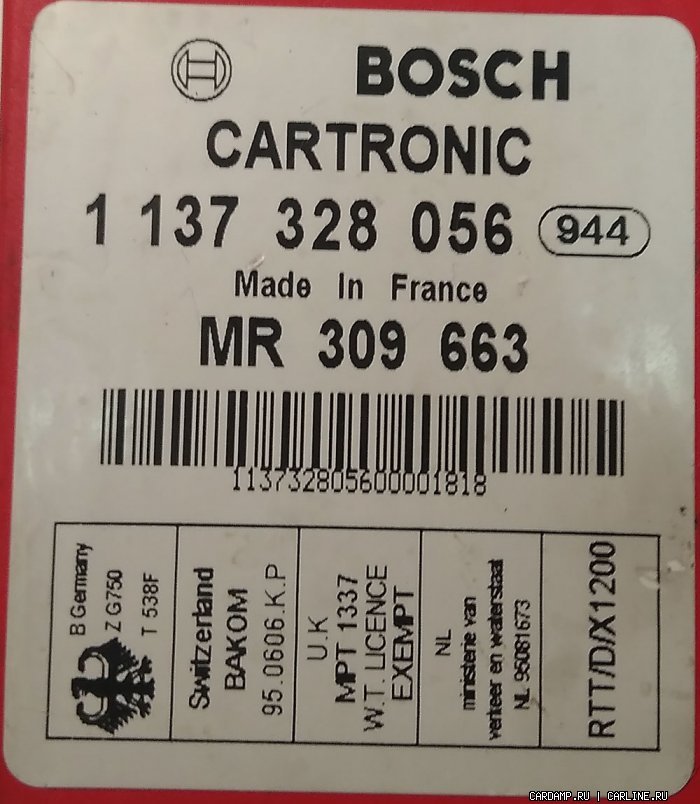 BOSCH
CARTRONIC
1 137 328 056 944
Made In France
MR 309 663
113732805600001818
B Germany
Z G750
T 538F
Switzerland
BAKOM
95.0606.K.P
U.K
MPT 1337
W.T. LICENCE
EXEMPT
NL
ministerie van
verkeer en waterstaat
NL 95081673
RTT/D/X1200
CARDAMP.RU | CARLINE.RU